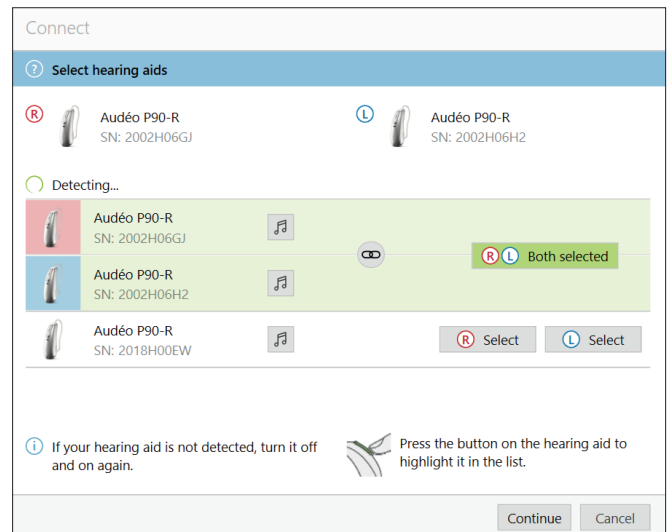 Connect
? Select hearing aids
R Audéo P90-R
SN: 2002H06GJ
L Audéo P90-R
SN: 2002H06H2
Detecting...
Audéo P90-R
SN: 2002H06GJ
Audéo P90-R
SN: 2002H06H2
R L Both selected
Audéo P90-R
SN: 2018H00EW
R Select
L Select
i If your hearing aid is not detected, turn it off
and on again.
Press the button on the hearing aid to
highlight it in the list.
Continue
Cancel